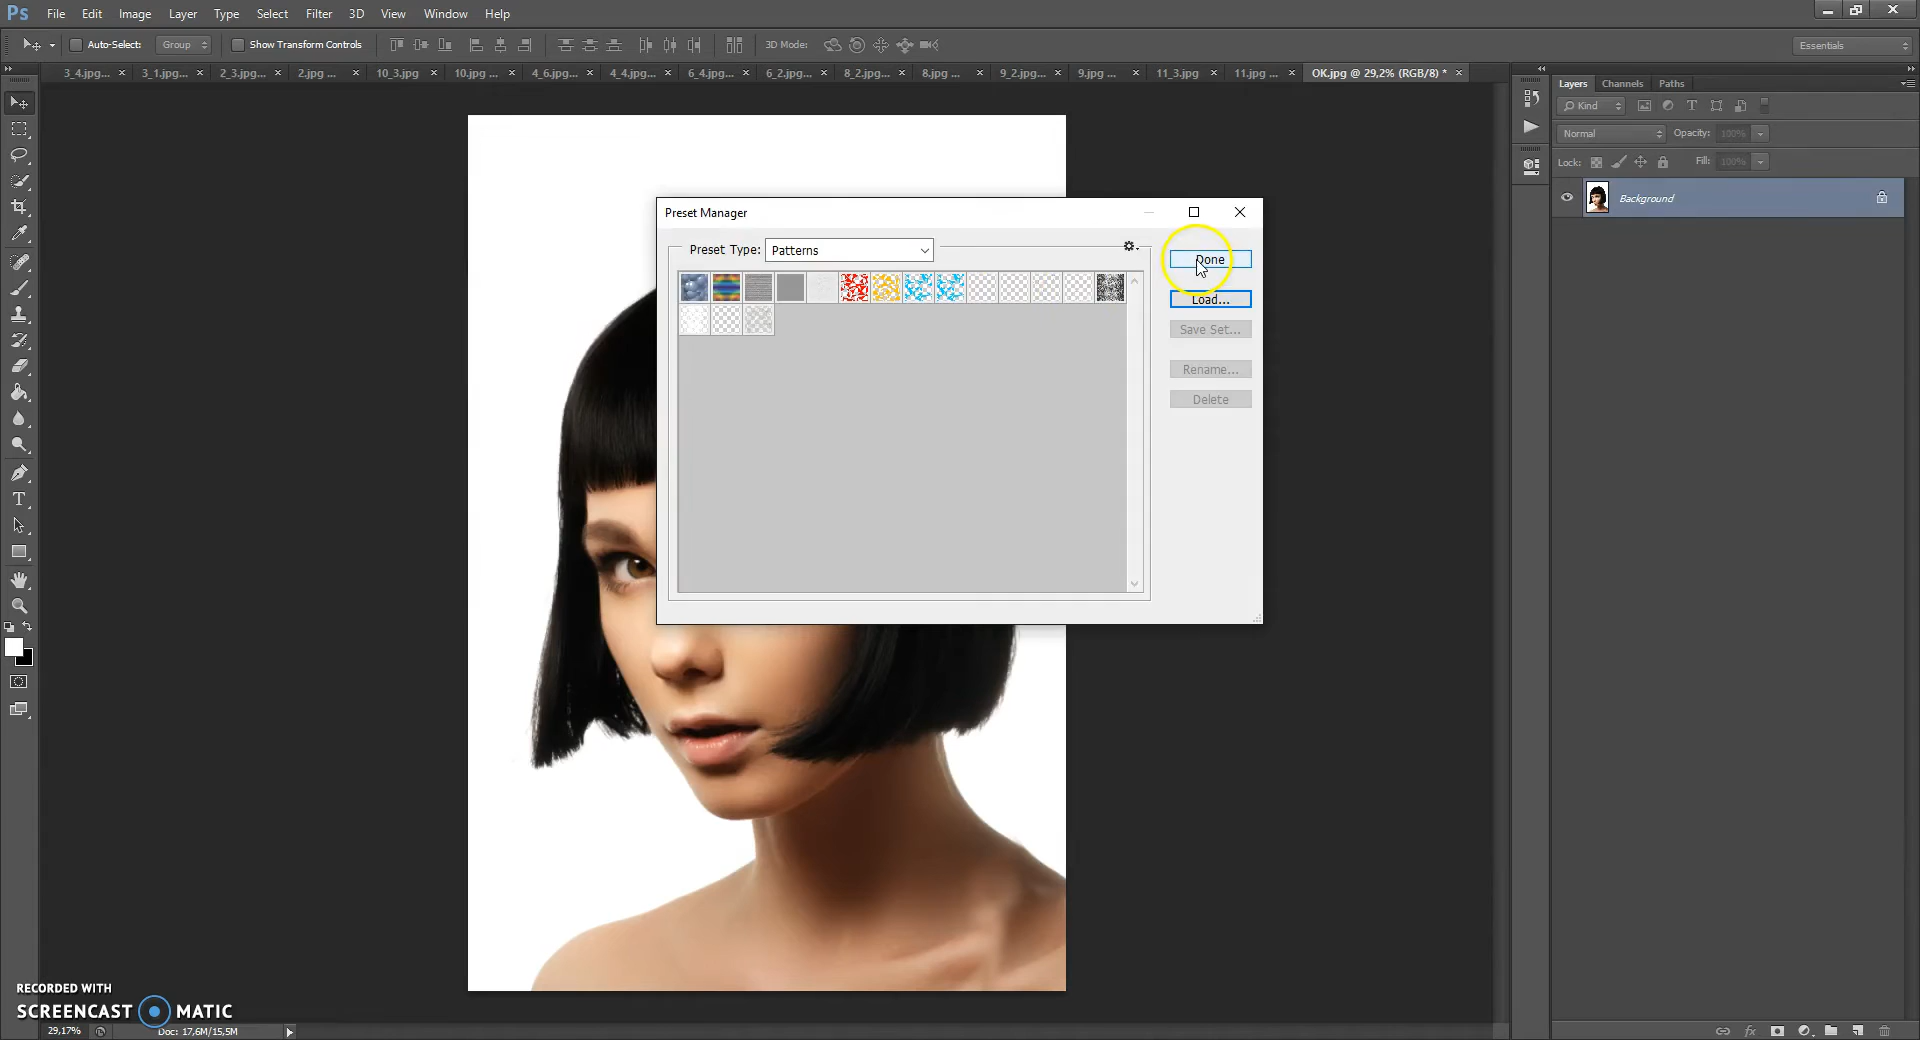 Ps File Edit Image Layer Type Select Filter 3D View Window Help
Auto-Select: Group Show Transform Controls 3D Mode: Essentials
3_4.jpg... × 3_1.jpg... × 2_3.jpg... × 2.jpg ... × 10_3.jpg × 10.jpg ... × 4_6.jpg... × 4_4.jpg... × 6_4.jpg... × 6_2.jpg... × 8_2.jpg... × 8.jpg ... × 9_2.jpg... × 9.jpg ... × 11_3.jpg × 11.jpg ... × OK.jpg @ 29,2% (RGB/8) * ×
Layers Channels Paths
Kind
Normal Opacity: 100%
Lock: Fill: 100%
Background
Preset Manager
Preset Type: Patterns
Done
Load...
Save Set...
Rename...
Delete
RECORDED WITH
SCREENCAST MATIC
29,17% Doc: 17,6M/15,5M